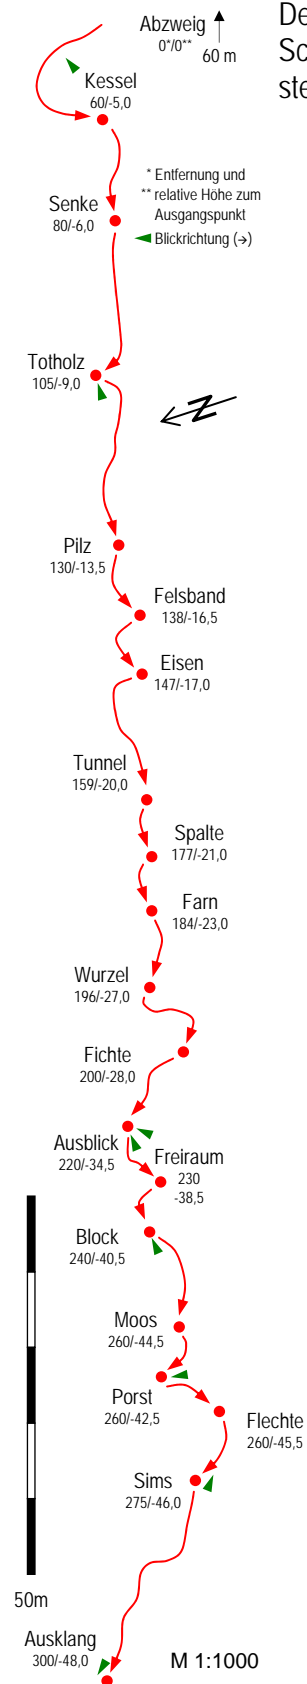 Abzweig
0*/0**
60 m
De
Sc
ste
Kessel
60/-5,0
* Entfernung und
** relative Höhe zum
Ausgangspunkt
Blickrichtung (→)
Senke
80/-6,0
Totholz
105/-9,0
N
Pilz
130/-13,5
Felsband
138/-16,5
Eisen
147/-17,0
Tunnel
159/-20,0
Spalte
177/-21,0
Farn
184/-23,0
Wurzel
196/-27,0
Fichte
200/-28,0
Ausblick
220/-34,5
Freiraum
230
-38,5
Block
240/-40,5
Moos
260/-44,5
Porst
260/-42,5
Flechte
260/-45,5
Sims
275/-46,0
50m
Ausklang
300/-48,0
M 1:1000